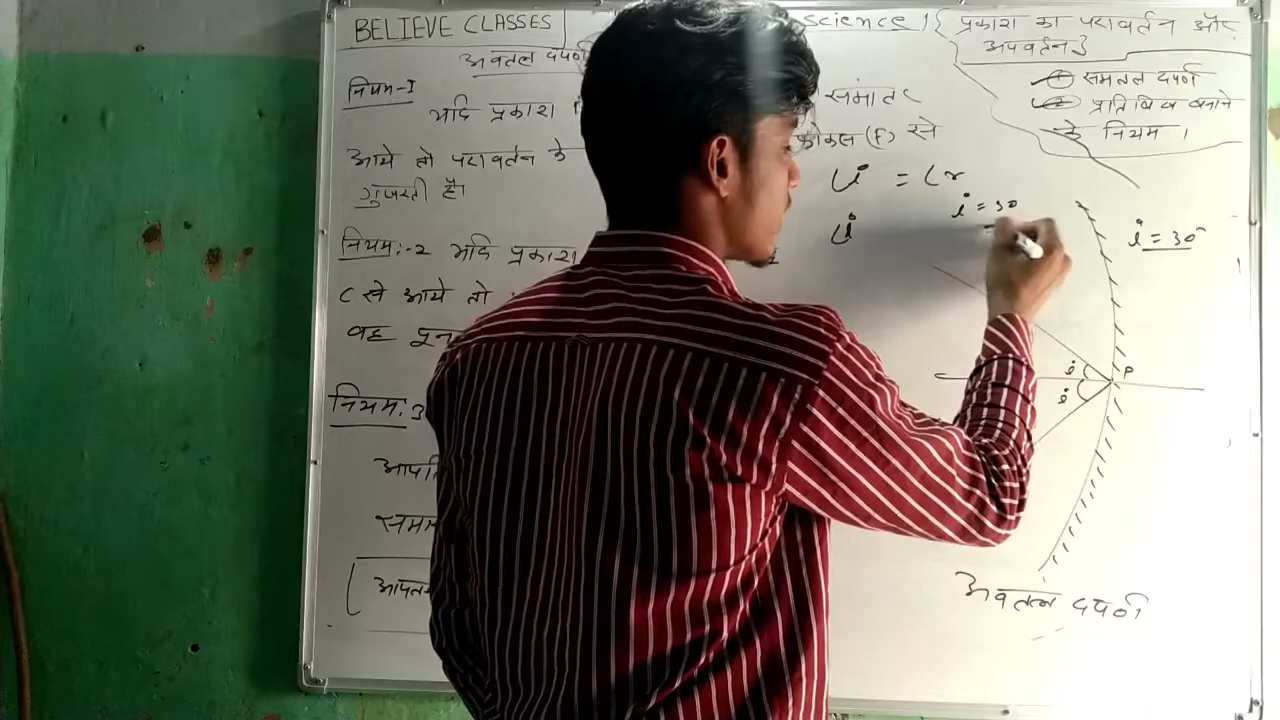 BELIEVE CLASSES
science
{ प्रकाश का परावर्तन और
अपवर्तन }
अवतल दर्पण
① समतल दर्पण
② प्रतिबिंब बनाने
के नियम ।
नियम-I
यदि प्रकाश
समांतर
फोकस (F) से
आये तो परावर्तन के
गुजरती है।
नियम:-2 यदि प्रकाश
C से आये तो
वह पुन
नियम:3
आपति
समम
आपतन
∠i = ∠r
i = 30
∠i
i = 30°
C
i
i
P
अवतल दर्पण